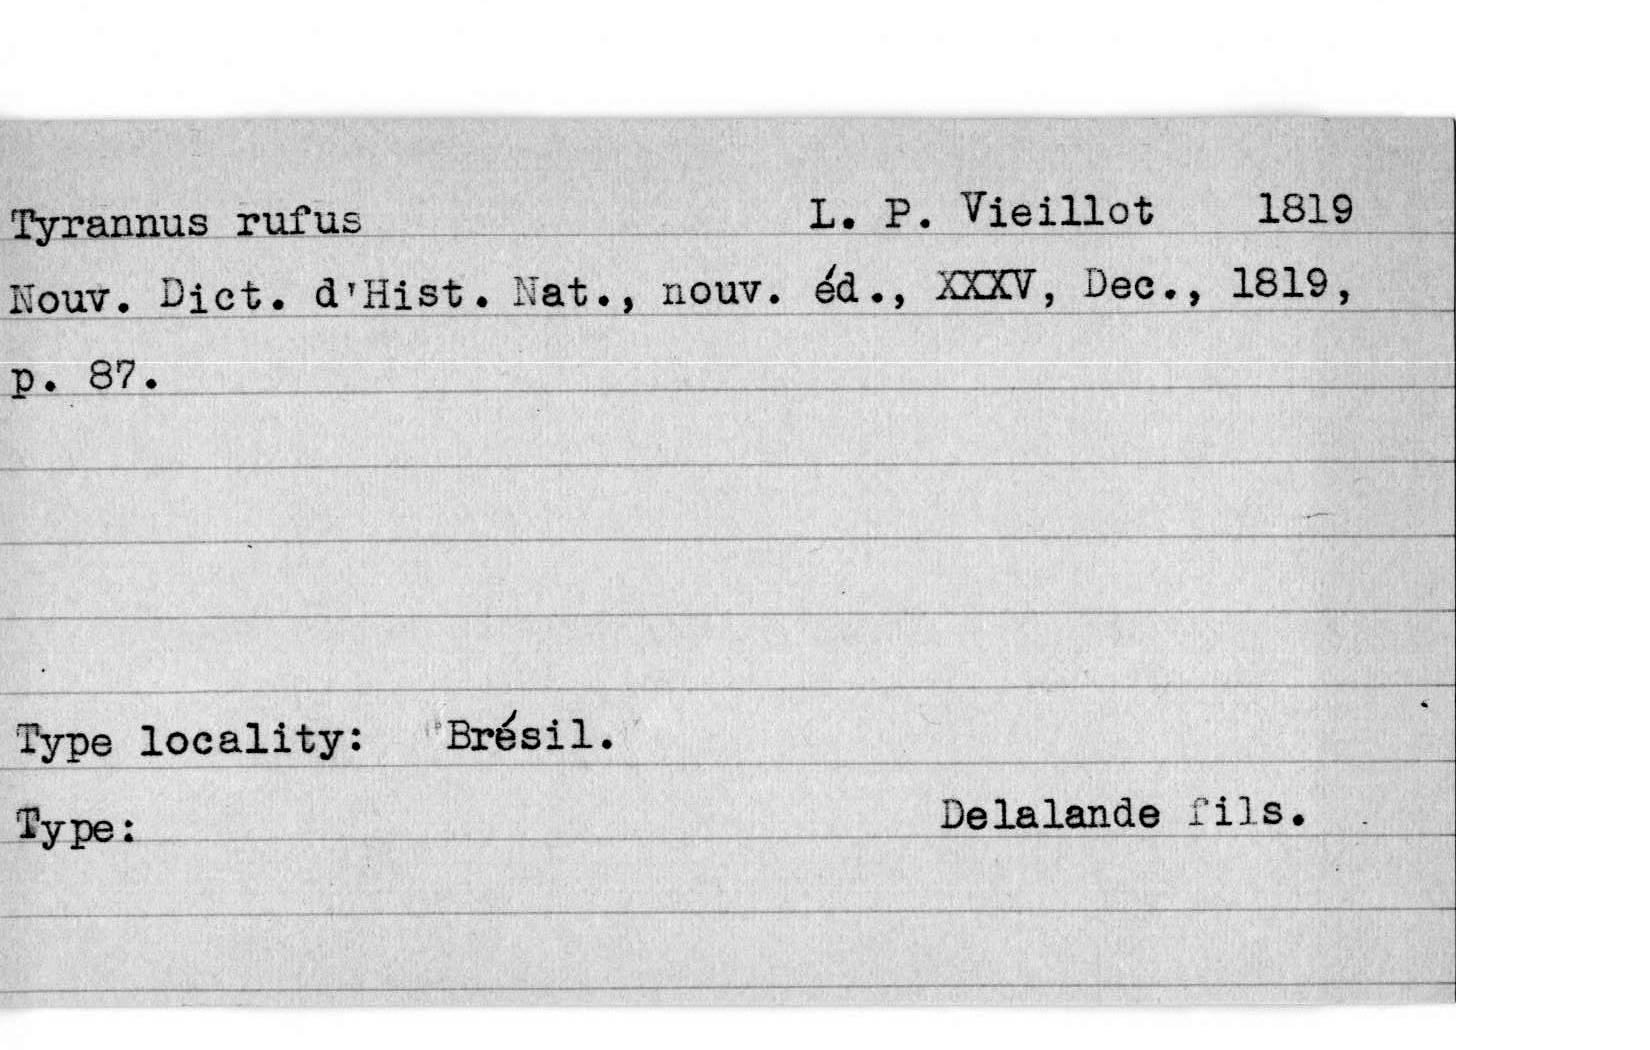 Tyrannus rufus L. P. Vieillot 1819
Nouv. Dict. d'Hist. Nat., nouv. éd., XXXV, Dec., 1819,
p. 87.
Type locality: "Brésil.
Type: Delalande fils.